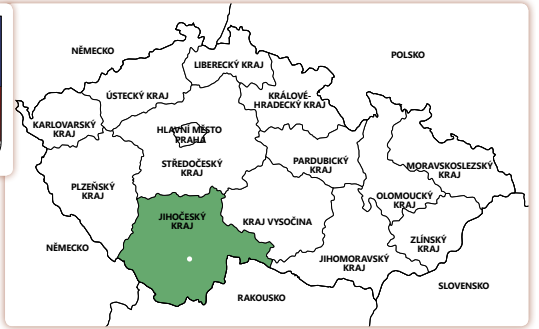 NĚMECKO
POLSKO
LIBERECKÝ KRAJ
ÚSTECKÝ KRAJ
KRÁLOVÉ-
HRADECKÝ KRAJ
KARLOVARSKÝ
KRAJ
HLAVNÍ MĚSTO
PRAHA
STŘEDOČESKÝ
KRAJ
PARDUBICKÝ
KRAJ
MORAVSKOSLEZSKÝ
KRAJ
PLZEŇSKÝ
KRAJ
OLOMOUCKÝ
KRAJ
JIHOČESKÝ
KRAJ
KRAJ VYSOČINA
ZLÍNSKÝ
KRAJ
NĚMECKO
JIHOMORAVSKÝ
KRAJ
SLOVENSKO
RAKOUSKO